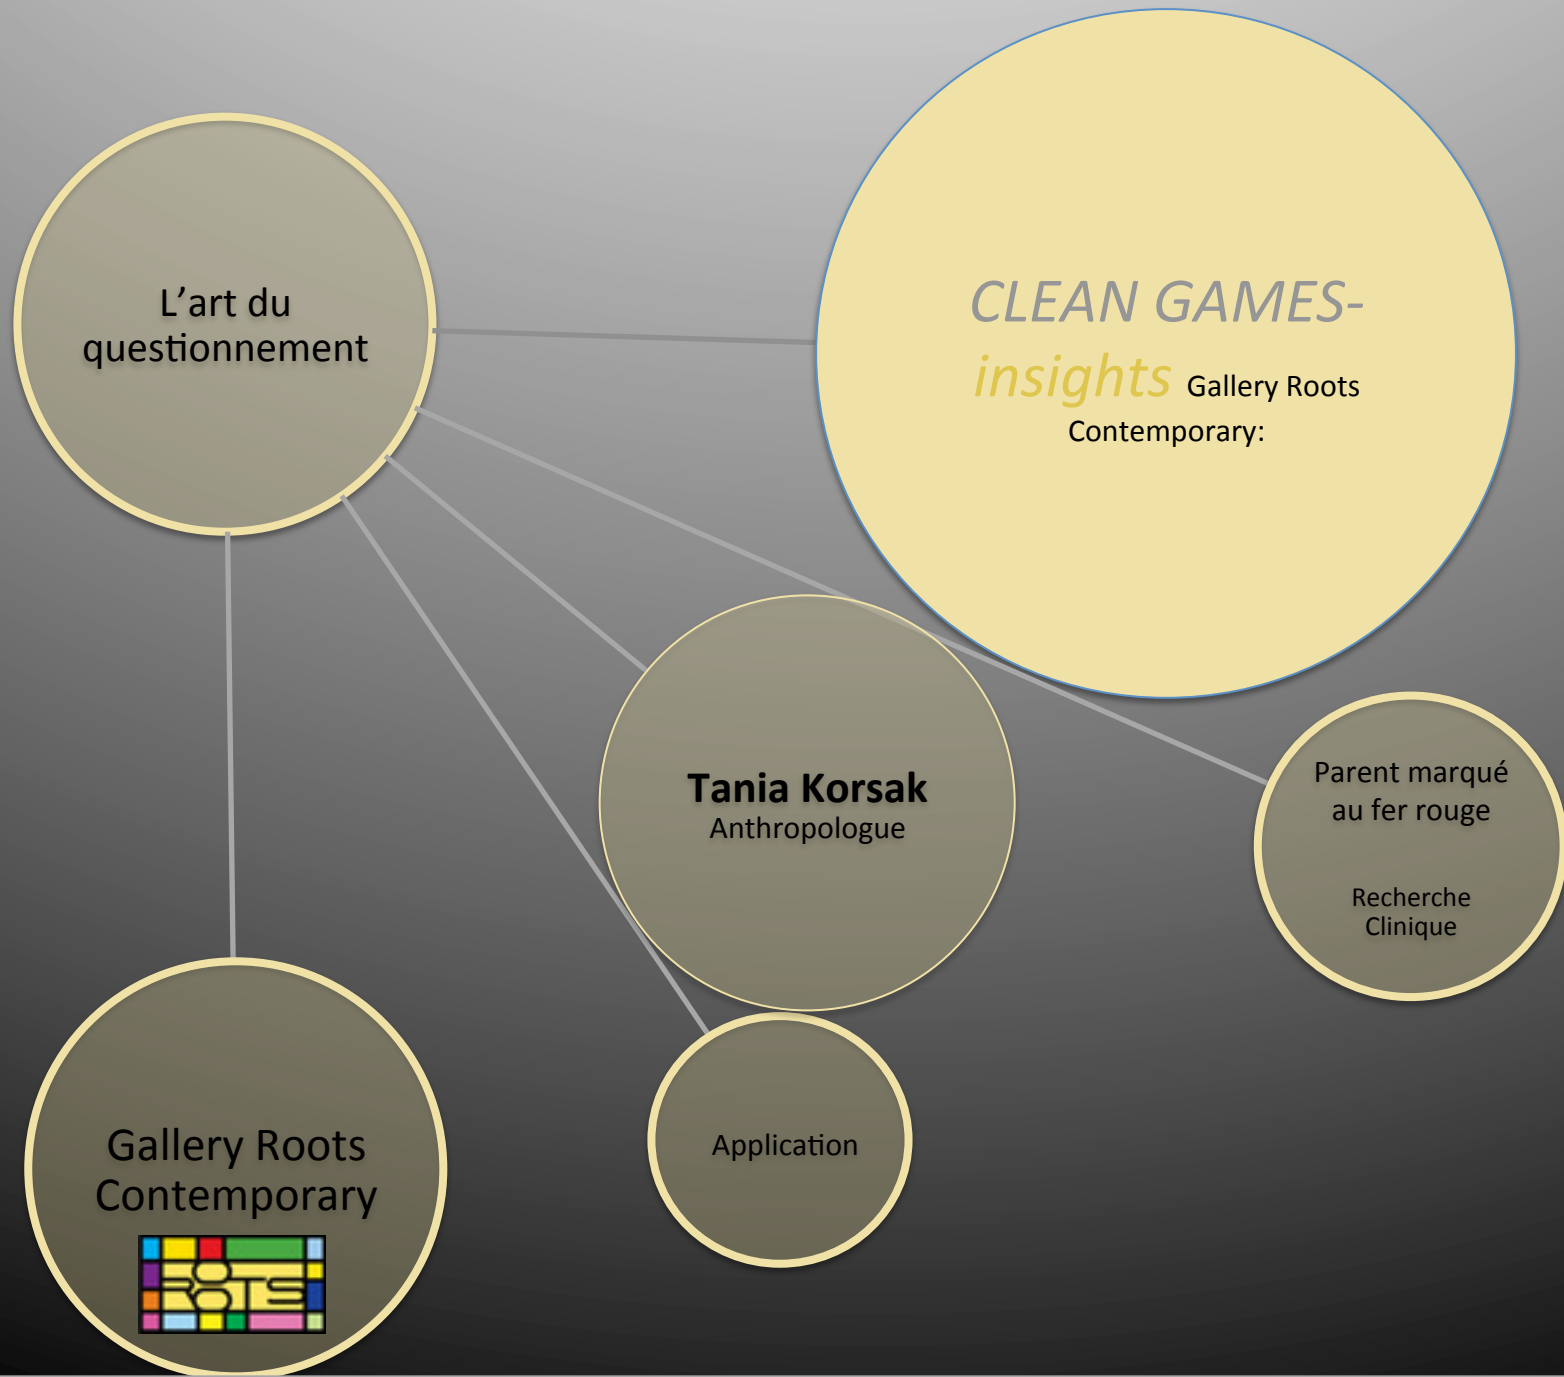 L’art du
questionnement
CLEAN GAMES-
insights Gallery Roots
Contemporary:
Tania Korsak
Anthropologue
Parent marqué
au fer rouge
Recherche
Clinique
Application
Gallery Roots
Contemporary
ROOTS